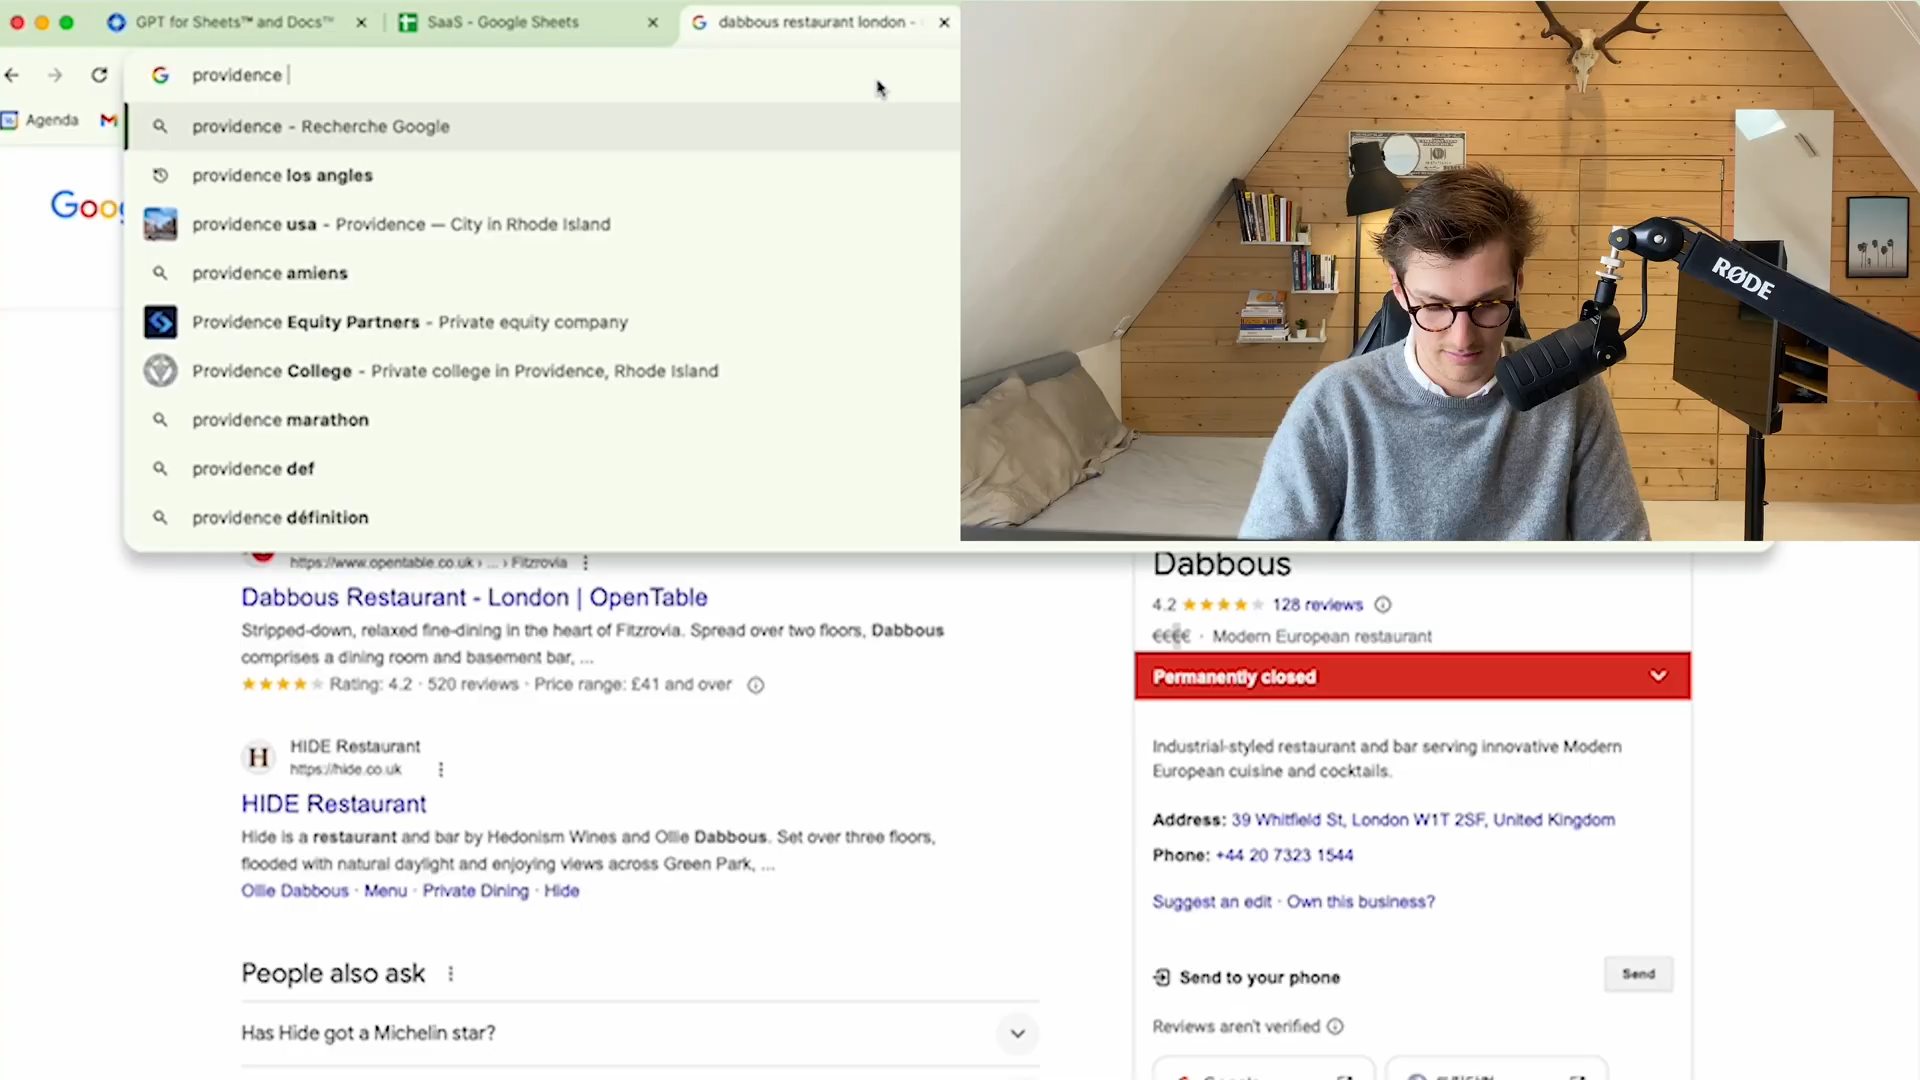 GPT for Sheets™ and Docs™
SaaS - Google Sheets
dabbous restaurant london -
providence
Agenda
providence - Recherche Google
providence los angles
providence usa - Providence — City in Rhode Island
providence amiens
Providence Equity Partners - Private equity company
Providence College - Private college in Providence, Rhode Island
providence marathon
providence def
providence définition
RØDE
https://www.opentable.co.uk › ... › Fitzrovia
Dabbous Restaurant - London | OpenTable
Stripped-down, relaxed fine-dining in the heart of Fitzrovia. Spread over two floors, Dabbous
comprises a dining room and basement bar, ...
Rating: 4.2 · 520 reviews · Price range: £41 and over
H
HIDE Restaurant
https://hide.co.uk
HIDE Restaurant
Hide is a restaurant and bar by Hedonism Wines and Ollie Dabbous. Set over three floors,
flooded with natural daylight and enjoying views across Green Park, ...
Ollie Dabbous · Menu · Private Dining · Hide
People also ask
Has Hide got a Michelin star?
Dabbous
4.2 128 reviews
€€€€ · Modern European restaurant
Permanently closed
Industrial-styled restaurant and bar serving innovative Modern
European cuisine and cocktails.
Address: 39 Whitfield St, London W1T 2SF, United Kingdom
Phone: +44 20 7323 1544
Suggest an edit · Own this business?
Send to your phone
Send
Reviews aren't verified